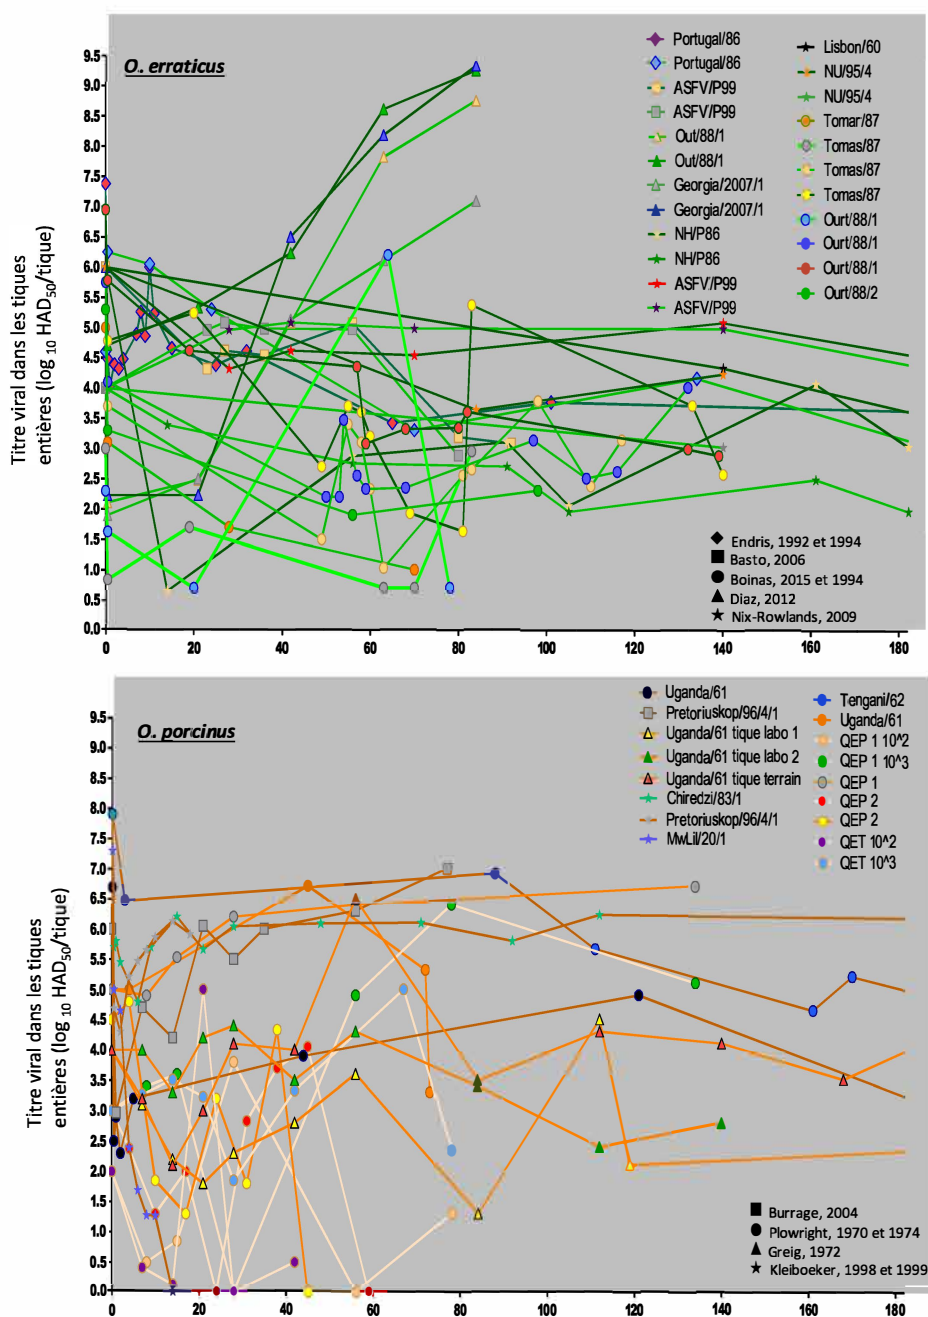 O. erraticus
Titre viral dans les tiques
entières (log 10 HAD50/tique)
9.5
9.0
8.5
8.0
7.5
7.0
6.5
6.0
5.5
5.0
4.5
4.0
3.5
3.0
2.5
2.0
1.5
1.0
0.5
0.0
0 20 40 60 80 100 120 140 160 180
Portugal/86
Portugal/86
ASFV/P99
ASFV/P99
Out/88/1
Out/88/1
Georgia/2007/1
Georgia/2007/1
NH/P86
NH/P86
ASFV/P99
ASFV/P99
Lisbon/60
NU/95/4
NU/95/4
Tomar/87
Tomas/87
Tomas/87
Tomas/87
Ourt/88/1
Ourt/88/1
Ourt/88/1
Ourt/88/2
Endris, 1992 et 1994
Basto, 2006
Boinas, 2015 et 1994
Diaz, 2012
Nix-Rowlands, 2009
O. porcinus
Titre viral dans les tiques
entières (log 10 HAD50/tique)
9.5
9.0
8.5
8.0
7.5
7.0
6.5
6.0
5.5
5.0
4.5
4.0
3.5
3.0
2.5
2.0
1.5
1.0
0.5
0.0
0 20 40 60 80 100 120 140 160 180
Uganda/61
Pretoriuskop/96/4/1
Uganda/61 tique labo 1
Uganda/61 tique labo 2
Uganda/61 tique terrain
Chiredzi/83/1
Pretoriuskop/96/4/1
MwLil/20/1
Tengani/62
Uganda/61
QEP 1 10^2
QEP 1 10^3
QEP 1
QEP 2
QEP 2
QET 10^2
QET 10^3
Burrage, 2004
Plowright, 1970 et 1974
Greig, 1972
Kleiboeker, 1998 et 1999